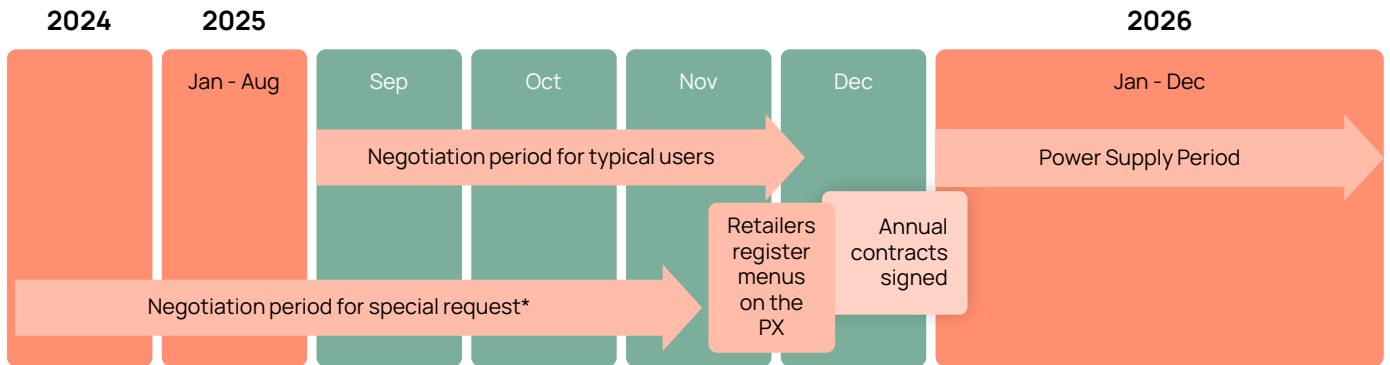 2024
2025
2026
Jan - Aug
Sep
Oct
Nov
Dec
Jan - Dec
Negotiation period for typical users
Power Supply Period
Retailers
register
menus
on the
PX
Annual
contracts
signed
Negotiation period for special request*